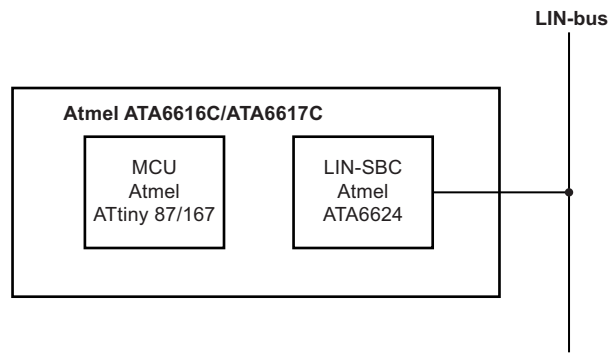 LIN-bus
Atmel ATA6616C/ATA6617C
MCU
Atmel
ATtiny 87/167
LIN-SBC
Atmel
ATA6624